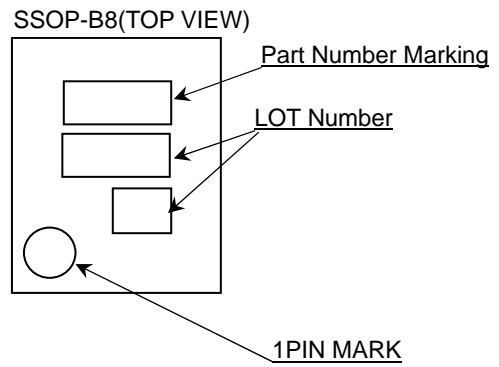 SSOP-B8(TOP VIEW)
Part Number Marking
LOT Number
1PIN MARK